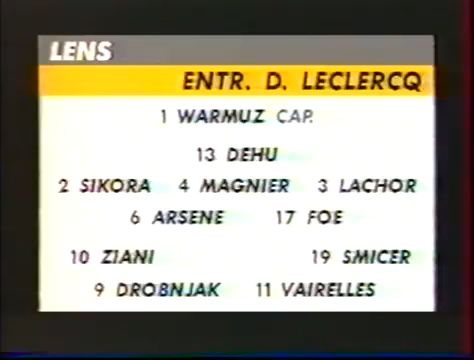 LENS
ENTR. D. LECLERCQ
1 WARMUZ CAP.
13 DEHU
2 SIKORA 4 MAGNIER 3 LACHOR
6 ARSENE 17 FOE
10 ZIANI 19 SMICER
9 DROBNJAK 11 VAIRELLES